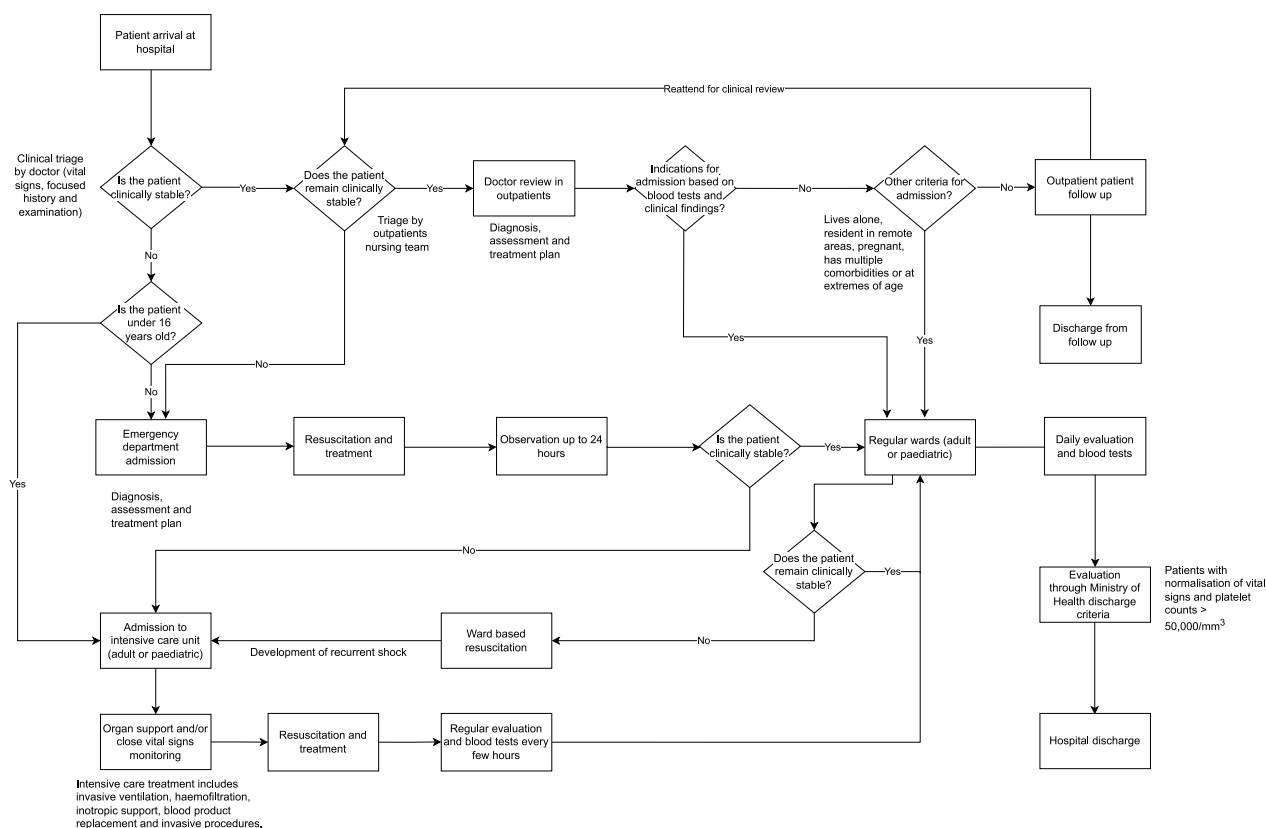 Patient arrival at
hospital
Reattend for clinical review
Clinical triage
by doctor (vital
signs, focused
history and
examination)
Is the patient
clinically stable?
Yes
Does the patient
remain clinically
stable?
Yes
Triage by
outpatients
nursing team
Doctor review in
outpatients
Diagnosis,
assessment and
treatment plan
Indications for
admission based on
blood tests and
clinical findings?
No
Other criteria for
admission?
No
Lives alone,
resident in remote
areas, pregnant,
has multiple
comorbidities or at
extremes of age
Outpatient patient
follow up
No
Is the patient
under 16
years old?
Discharge from
follow up
Yes
Yes
No
No
Emergency
department
admission
Diagnosis,
assessment and
treatment plan
Resuscitation and
treatment
Observation up to 24
hours
Is the patient
clinically stable?
Yes
Regular wards (adult
or paediatric)
Daily evaluation
and blood tests
Yes
No
Does the patient
remain clinically
stable?
Yes
Evaluation
through Ministry of
Health discharge
criteria
Patients with
normalisation of vital
signs and platelet
counts >
50,000/mm³
Admission to
intensive care unit
(adult or paediatric)
Development of recurrent shock
Ward based
resuscitation
No
Organ support and/or
close vital signs
monitoring
Resuscitation and
treatment
Regular evaluation
and blood tests every
few hours
Hospital discharge
Intensive care treatment includes
invasive ventilation, haemofiltration,
inotropic support, blood product
replacement and invasive procedures.